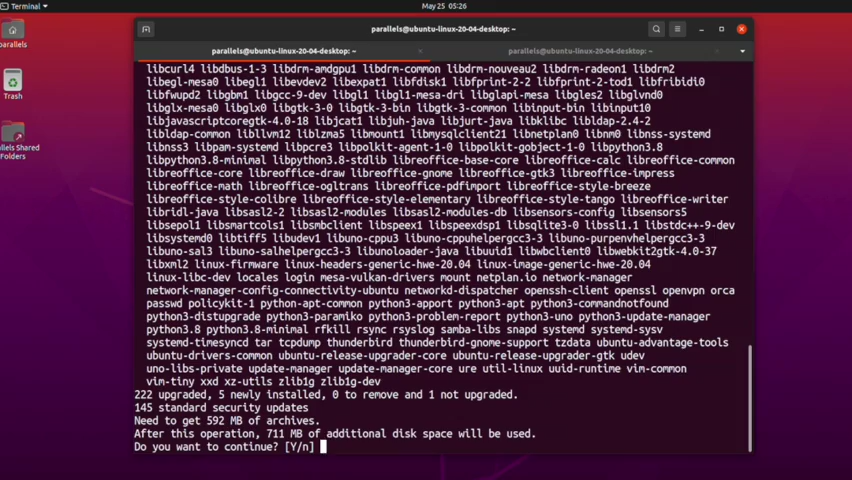 Terminal
May 25 05:26
parallels
Trash
allels Shared
Folders
parallels@ubuntu-linux-20-04-desktop: ~
parallels@ubuntu-linux-20-04-desktop: ~
parallels@ubuntu-linux-20-04-desktop: ~
libcurl4 libdbus-1-3 libdrm-amdgpu1 libdrm-common libdrm-nouveau2 libdrm-radeon1 libdrm2
libegl-mesa0 libegl1 libevdev2 libexpat1 libfdisk1 libfprint-2-2 libfprint-2-tod1 libfribidi0
libfwupd2 libgbm1 libgcc-9-dev libgl1 libgl1-mesa-dri libglapi-mesa libgles2 libglvnd0
libglx-mesa0 libglx0 libgtk-3-0 libgtk-3-bin libgtk-3-common libinput-bin libinput10
libjavascriptcoregtk-4.0-18 libjcat1 libjuh-java libjurt-java libklibc libldap-2.4-2
libldap-common libllvm12 liblzma5 libmount1 libmysqlclient21 libnetplan0 libnm0 libnss-systemd
libnss3 libpam-systemd libpcre3 libpolkit-agent-1-0 libpolkit-gobject-1-0 libpython3.8
libpython3.8-minimal libpython3.8-stdlib libreoffice-base-core libreoffice-calc libreoffice-common
libreoffice-core libreoffice-draw libreoffice-gnome libreoffice-gtk3 libreoffice-impress
libreoffice-math libreoffice-ogltrans libreoffice-pdfimport libreoffice-style-breeze
libreoffice-style-colibre libreoffice-style-elementary libreoffice-style-tango libreoffice-writer
libridl-java libsasl2-2 libsasl2-modules libsasl2-modules-db libsensors-config libsensors5
libsepol1 libsmartcols1 libsmbclient libspeex1 libspeexdsp1 libsqlite3-0 libssl1.1 libstdc++-9-dev
libsystemd0 libtiff5 libudev1 libuno-cppu3 libuno-cppuhelpergcc3-3 libuno-purpenvhelpergcc3-3
libuno-sal3 libuno-salhelpergcc3-3 libunoloader-java libuuid1 libwbclient0 libwebkit2gtk-4.0-37
libxml2 linux-firmware linux-headers-generic-hwe-20.04 linux-image-generic-hwe-20.04
linux-libc-dev locales login mesa-vulkan-drivers mount netplan.io network-manager
network-manager-config-connectivity-ubuntu networkd-dispatcher openssh-client openssl openvpn orca
passwd policykit-1 python-apt-common python3-apport python3-apt python3-commandnotfound
python3-distupgrade python3-paramiko python3-problem-report python3-uno python3-update-manager
python3.8 python3.8-minimal rfkill rsync rsyslog samba-libs snapd systemd systemd-sysv
systemd-timesyncd tar tcpdump thunderbird thunderbird-gnome-support tzdata ubuntu-advantage-tools
ubuntu-drivers-common ubuntu-release-upgrader-core ubuntu-release-upgrader-gtk udev
uno-libs-private update-manager update-manager-core ure util-linux uuid-runtime vim-common
vim-tiny xxd xz-utils zlib1g zlib1g-dev
222 upgraded, 5 newly installed, 0 to remove and 1 not upgraded.
145 standard security updates
Need to get 592 MB of archives.
After this operation, 711 MB of additional disk space will be used.
Do you want to continue? [Y/n]